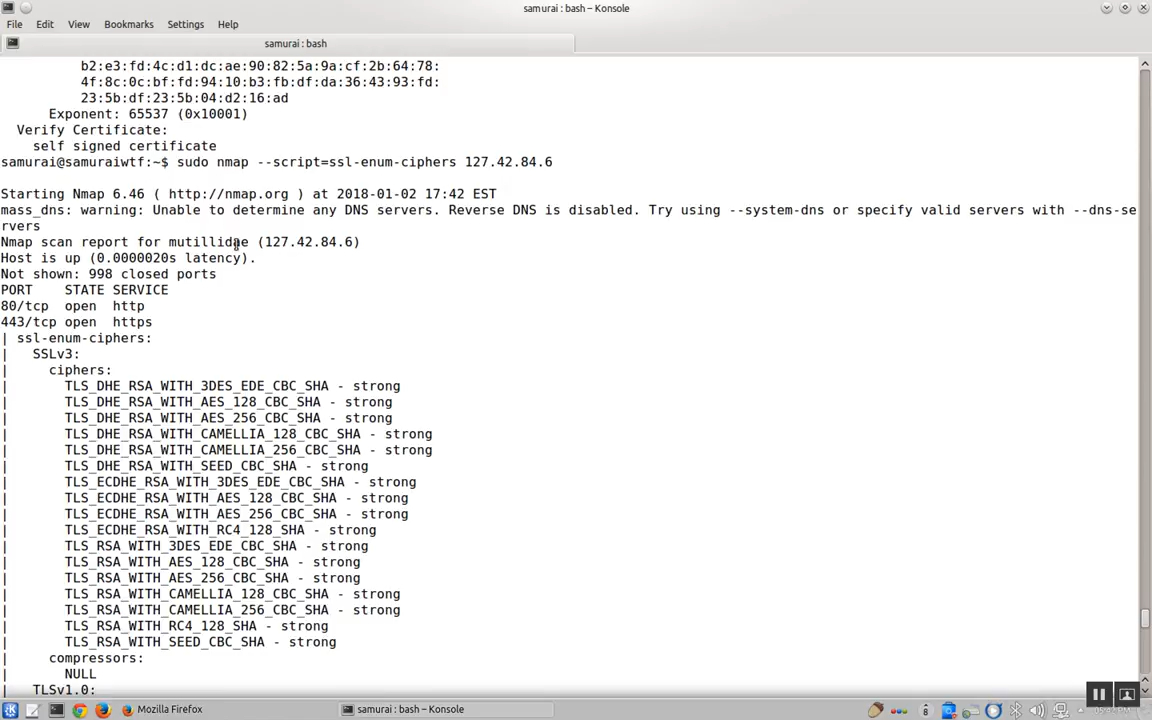 samurai : bash – Konsole
File Edit View Bookmarks Settings Help
samurai : bash
b2:e3:fd:4c:d1:dc:ae:90:82:5a:9a:cf:2b:64:78:
4f:8c:0c:bf:fd:94:10:b3:fb:df:da:36:43:93:fd:
23:5b:df:23:5b:04:d2:16:ad
Exponent: 65537 (0x10001)
Verify Certificate:
self signed certificate
samurai@samuraiwtf:~$ sudo nmap --script=ssl-enum-ciphers 127.42.84.6
Starting Nmap 6.46 ( http://nmap.org ) at 2018-01-02 17:42 EST
mass_dns: warning: Unable to determine any DNS servers. Reverse DNS is disabled. Try using --system-dns or specify valid servers with --dns-se
rvers
Nmap scan report for mutillidae (127.42.84.6)
Host is up (0.0000020s latency).
Not shown: 998 closed ports
PORT    STATE SERVICE
80/tcp  open  http
443/tcp open  https
| ssl-enum-ciphers:
|   SSLv3:
|     ciphers:
|       TLS_DHE_RSA_WITH_3DES_EDE_CBC_SHA - strong
|       TLS_DHE_RSA_WITH_AES_128_CBC_SHA - strong
|       TLS_DHE_RSA_WITH_AES_256_CBC_SHA - strong
|       TLS_DHE_RSA_WITH_CAMELLIA_128_CBC_SHA - strong
|       TLS_DHE_RSA_WITH_CAMELLIA_256_CBC_SHA - strong
|       TLS_DHE_RSA_WITH_SEED_CBC_SHA - strong
|       TLS_ECDHE_RSA_WITH_3DES_EDE_CBC_SHA - strong
|       TLS_ECDHE_RSA_WITH_AES_128_CBC_SHA - strong
|       TLS_ECDHE_RSA_WITH_AES_256_CBC_SHA - strong
|       TLS_ECDHE_RSA_WITH_RC4_128_SHA - strong
|       TLS_RSA_WITH_3DES_EDE_CBC_SHA - strong
|       TLS_RSA_WITH_AES_128_CBC_SHA - strong
|       TLS_RSA_WITH_AES_256_CBC_SHA - strong
|       TLS_RSA_WITH_CAMELLIA_128_CBC_SHA - strong
|       TLS_RSA_WITH_CAMELLIA_256_CBC_SHA - strong
|       TLS_RSA_WITH_RC4_128_SHA - strong
|       TLS_RSA_WITH_SEED_CBC_SHA - strong
|     compressors:
|       NULL
|   TLSv1.0:
Mozilla Firefox samurai : bash – Konsole 8